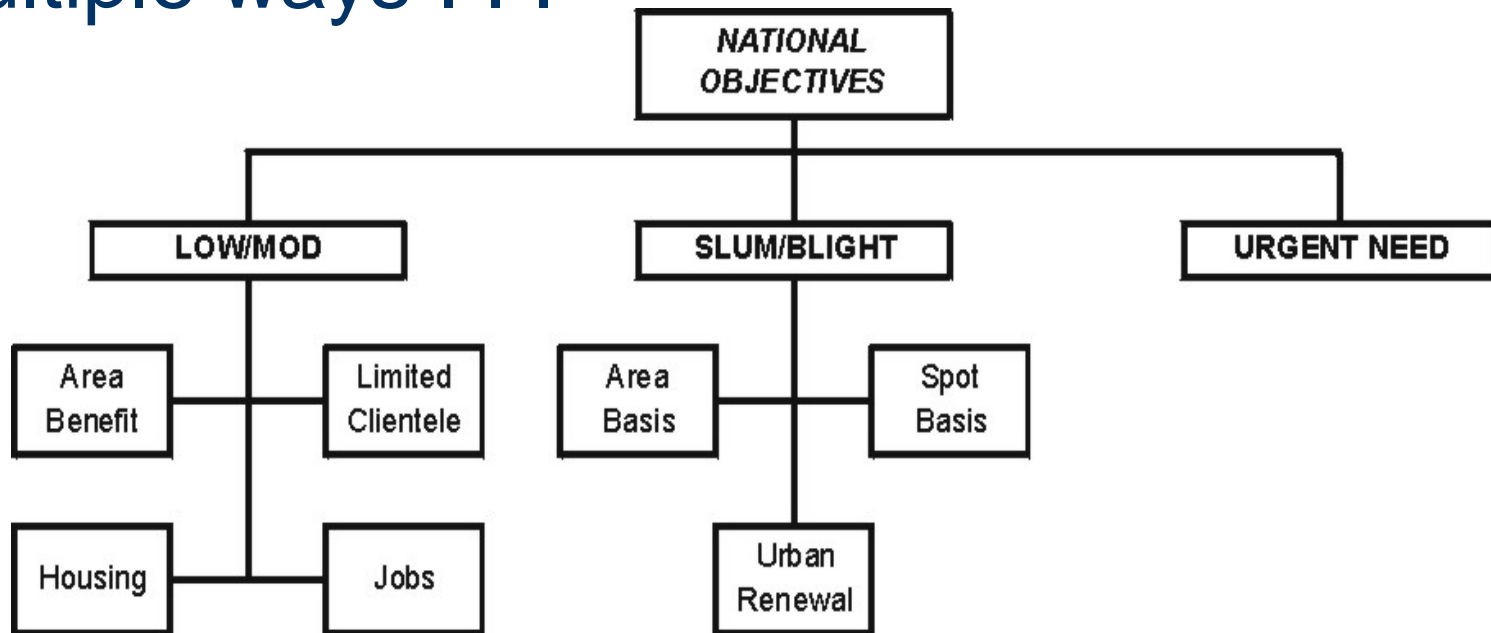 ways . . .
NATIONAL
OBJECTIVES
LOW/MOD
SLUM/BLIGHT
URGENT NEED
Area
Benefit
Limited
Clientele
Area
Basis
Spot
Basis
Housing
Jobs
Urban
Renewal